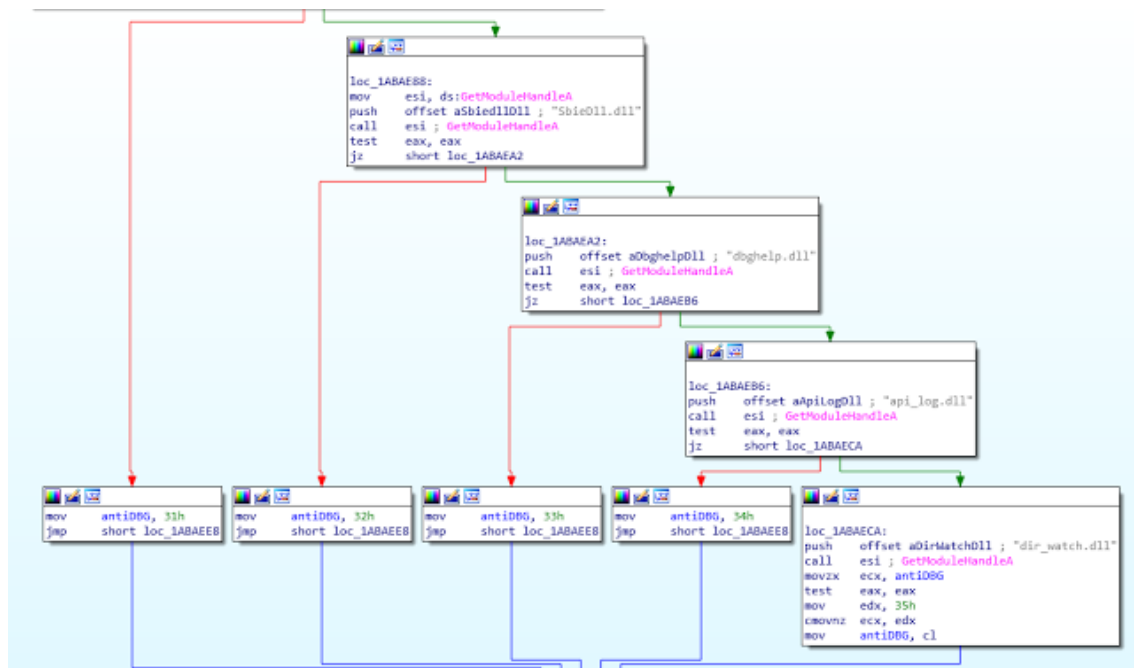 loc_1ABAE88:
mov esi, ds:GetModuleHandleA
push offset aSbiedllDll ; "SbieDll.dll"
call esi ; GetModuleHandleA
test eax, eax
jz short loc_1ABAEA2
loc_1ABAEA2:
push offset aDbghelpDll ; "dbghelp.dll"
call esi ; GetModuleHandleA
test eax, eax
jz short loc_1ABAEB6
loc_1ABAEB6:
push offset aApiLogDll ; "api_log.dll"
call esi ; GetModuleHandleA
test eax, eax
jz short loc_1ABAECA
mov antiDBG, 31h
jmp short loc_1ABAEE8
mov antiDBG, 32h
jmp short loc_1ABAEE8
mov antiDBG, 33h
jmp short loc_1ABAEE8
mov antiDBG, 34h
jmp short loc_1ABAEE8
loc_1ABAECA:
push offset aDirWatchDll ; "dir_watch.dll"
call esi ; GetModuleHandleA
movzx ecx, antiDBG
test eax, eax
mov edx, 35h
cmovnz ecx, edx
mov antiDBG, cl